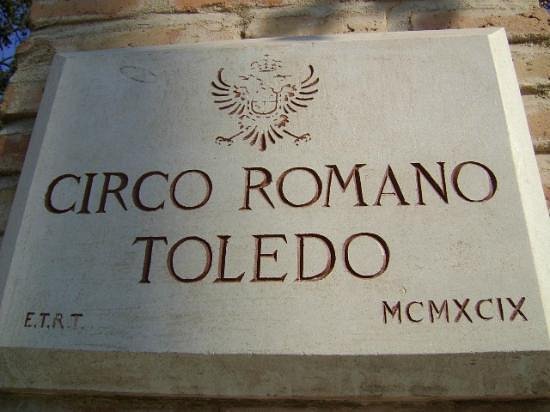 CIRCO ROMANO
TOLEDO
E.T.R.T. MCMXCIX